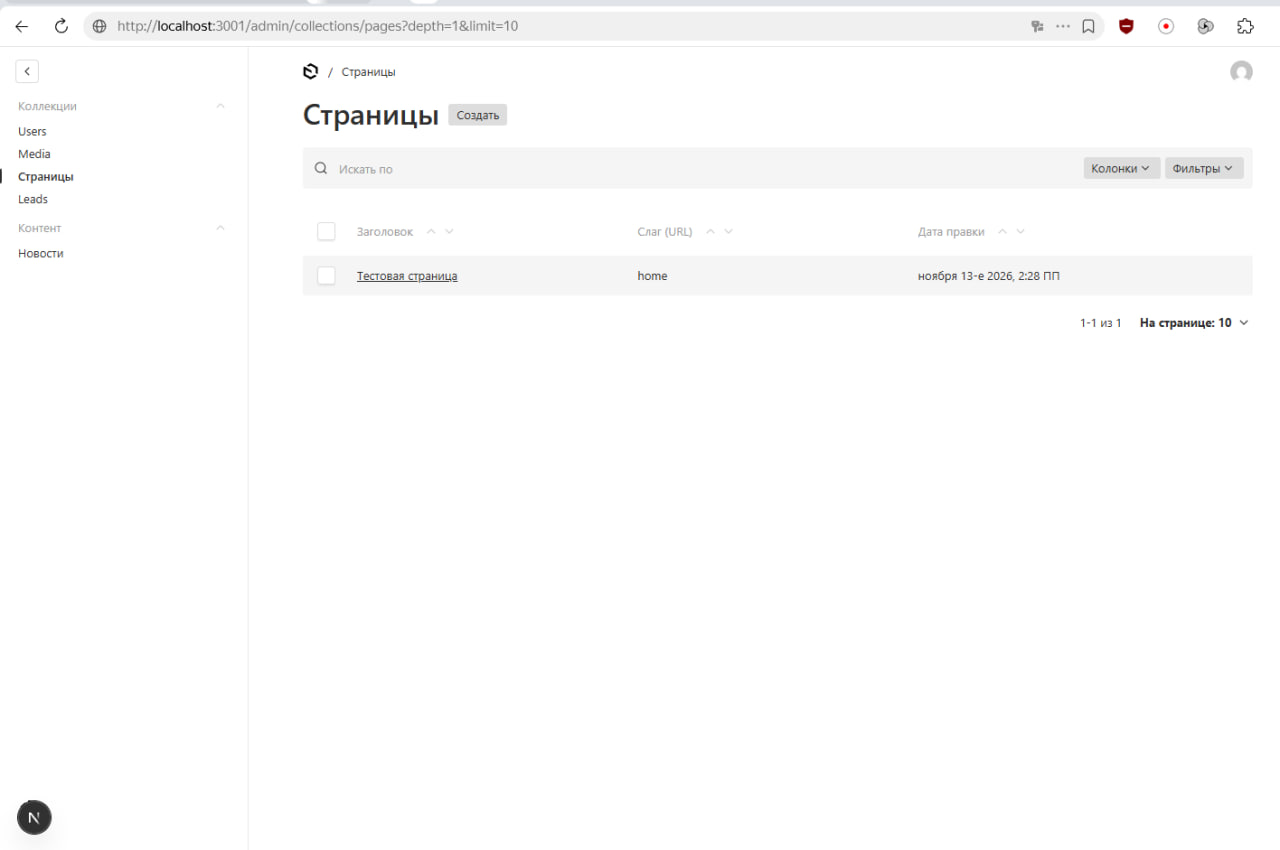 http://localhost:3001/admin/collections/pages?depth=1&limit=10
/ Страницы
Коллекции
Users
Media
Страницы
Leads
Контент
Новости
Страницы Создать
Искать по Колонки Фильтры
Заголовок Слаг (URL) Дата правки
Тестовая страница home ноября 13-е 2026, 2:28 ПП
1-1 из 1 На странице: 10
N